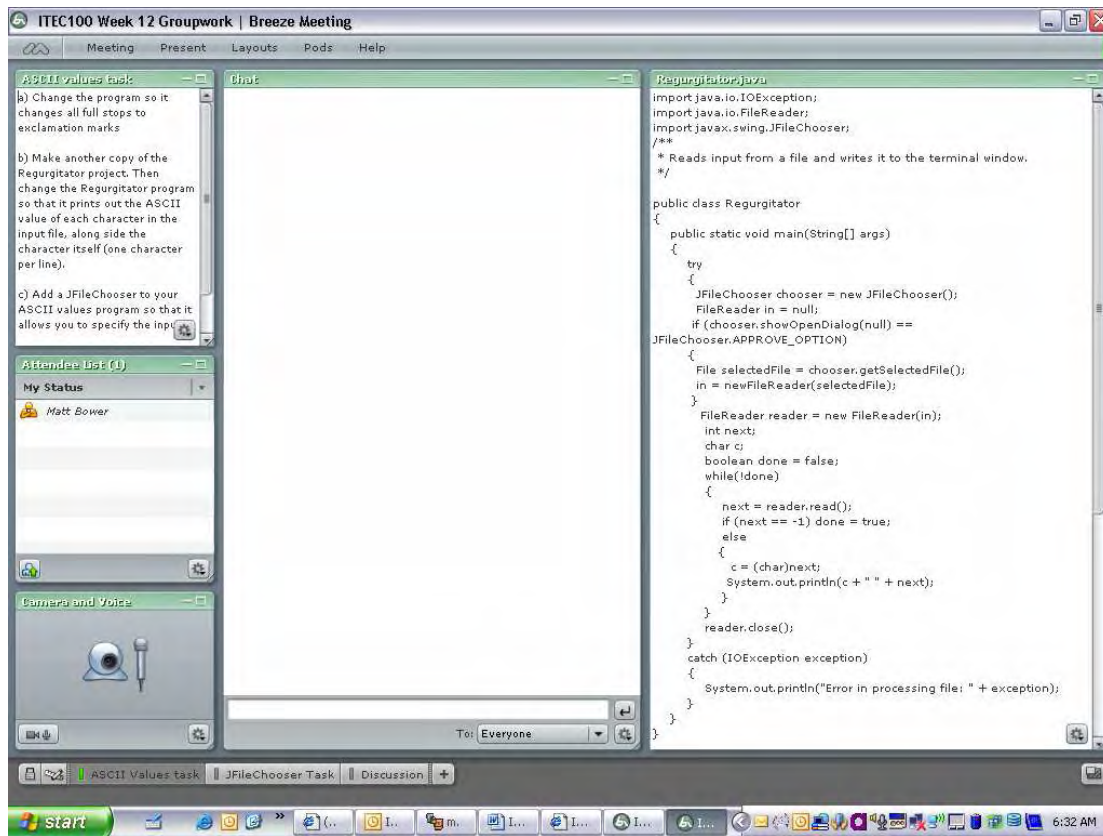 ITEC100 Week 12 Groupwork | Breeze Meeting
Meeting Present Layouts Pods Help
ASCII values task
a) Change the program so it
changes all full stops to
exclamation marks
b) Make another copy of the
Regurgitator project. Then
change the Regurgitator program
so that it prints out the ASCII
value of each character in the
input file, along side the
character itself (one character
per line).
c) Add a JFileChooser to your
ASCII values program so that it
allows you to specify the
Attendee List (1)
My Status
Matt Bower
Camera and Voice
Chat
To: Everyone
Regurgitator.java
import java.io.IOException;
import java.io.FileReader;
import javax.swing.JFileChooser;
/**
* Reads input from a file and writes it to the terminal window.
*/
public class Regurgitator
{
public static void main(String[] args)
{
try
{
JFileChooser chooser = new JFileChooser();
FileReader in = null;
if (chooser.showOpenDialog(null) ==
JFileChooser.APPROVE_OPTION)
{
File selectedFile = chooser.getSelectedFile();
in = newFileReader(selectedFile);
}
FileReader reader = new FileReader(in);
int next;
char c;
boolean done = false;
while(!done)
{
next = reader.read();
if (next == -1) done = true;
else
{
c = (char)next;
System.out.println(c + " " + next);
}
}
reader.close();
}
catch (IOException exception)
{
System.out.println("Error in processing file: " + exception);
}
}
}
ASCII Values task JFileChooser Task Discussion +
start » (.. I.. m. I... I... I... I... 6:32 AM